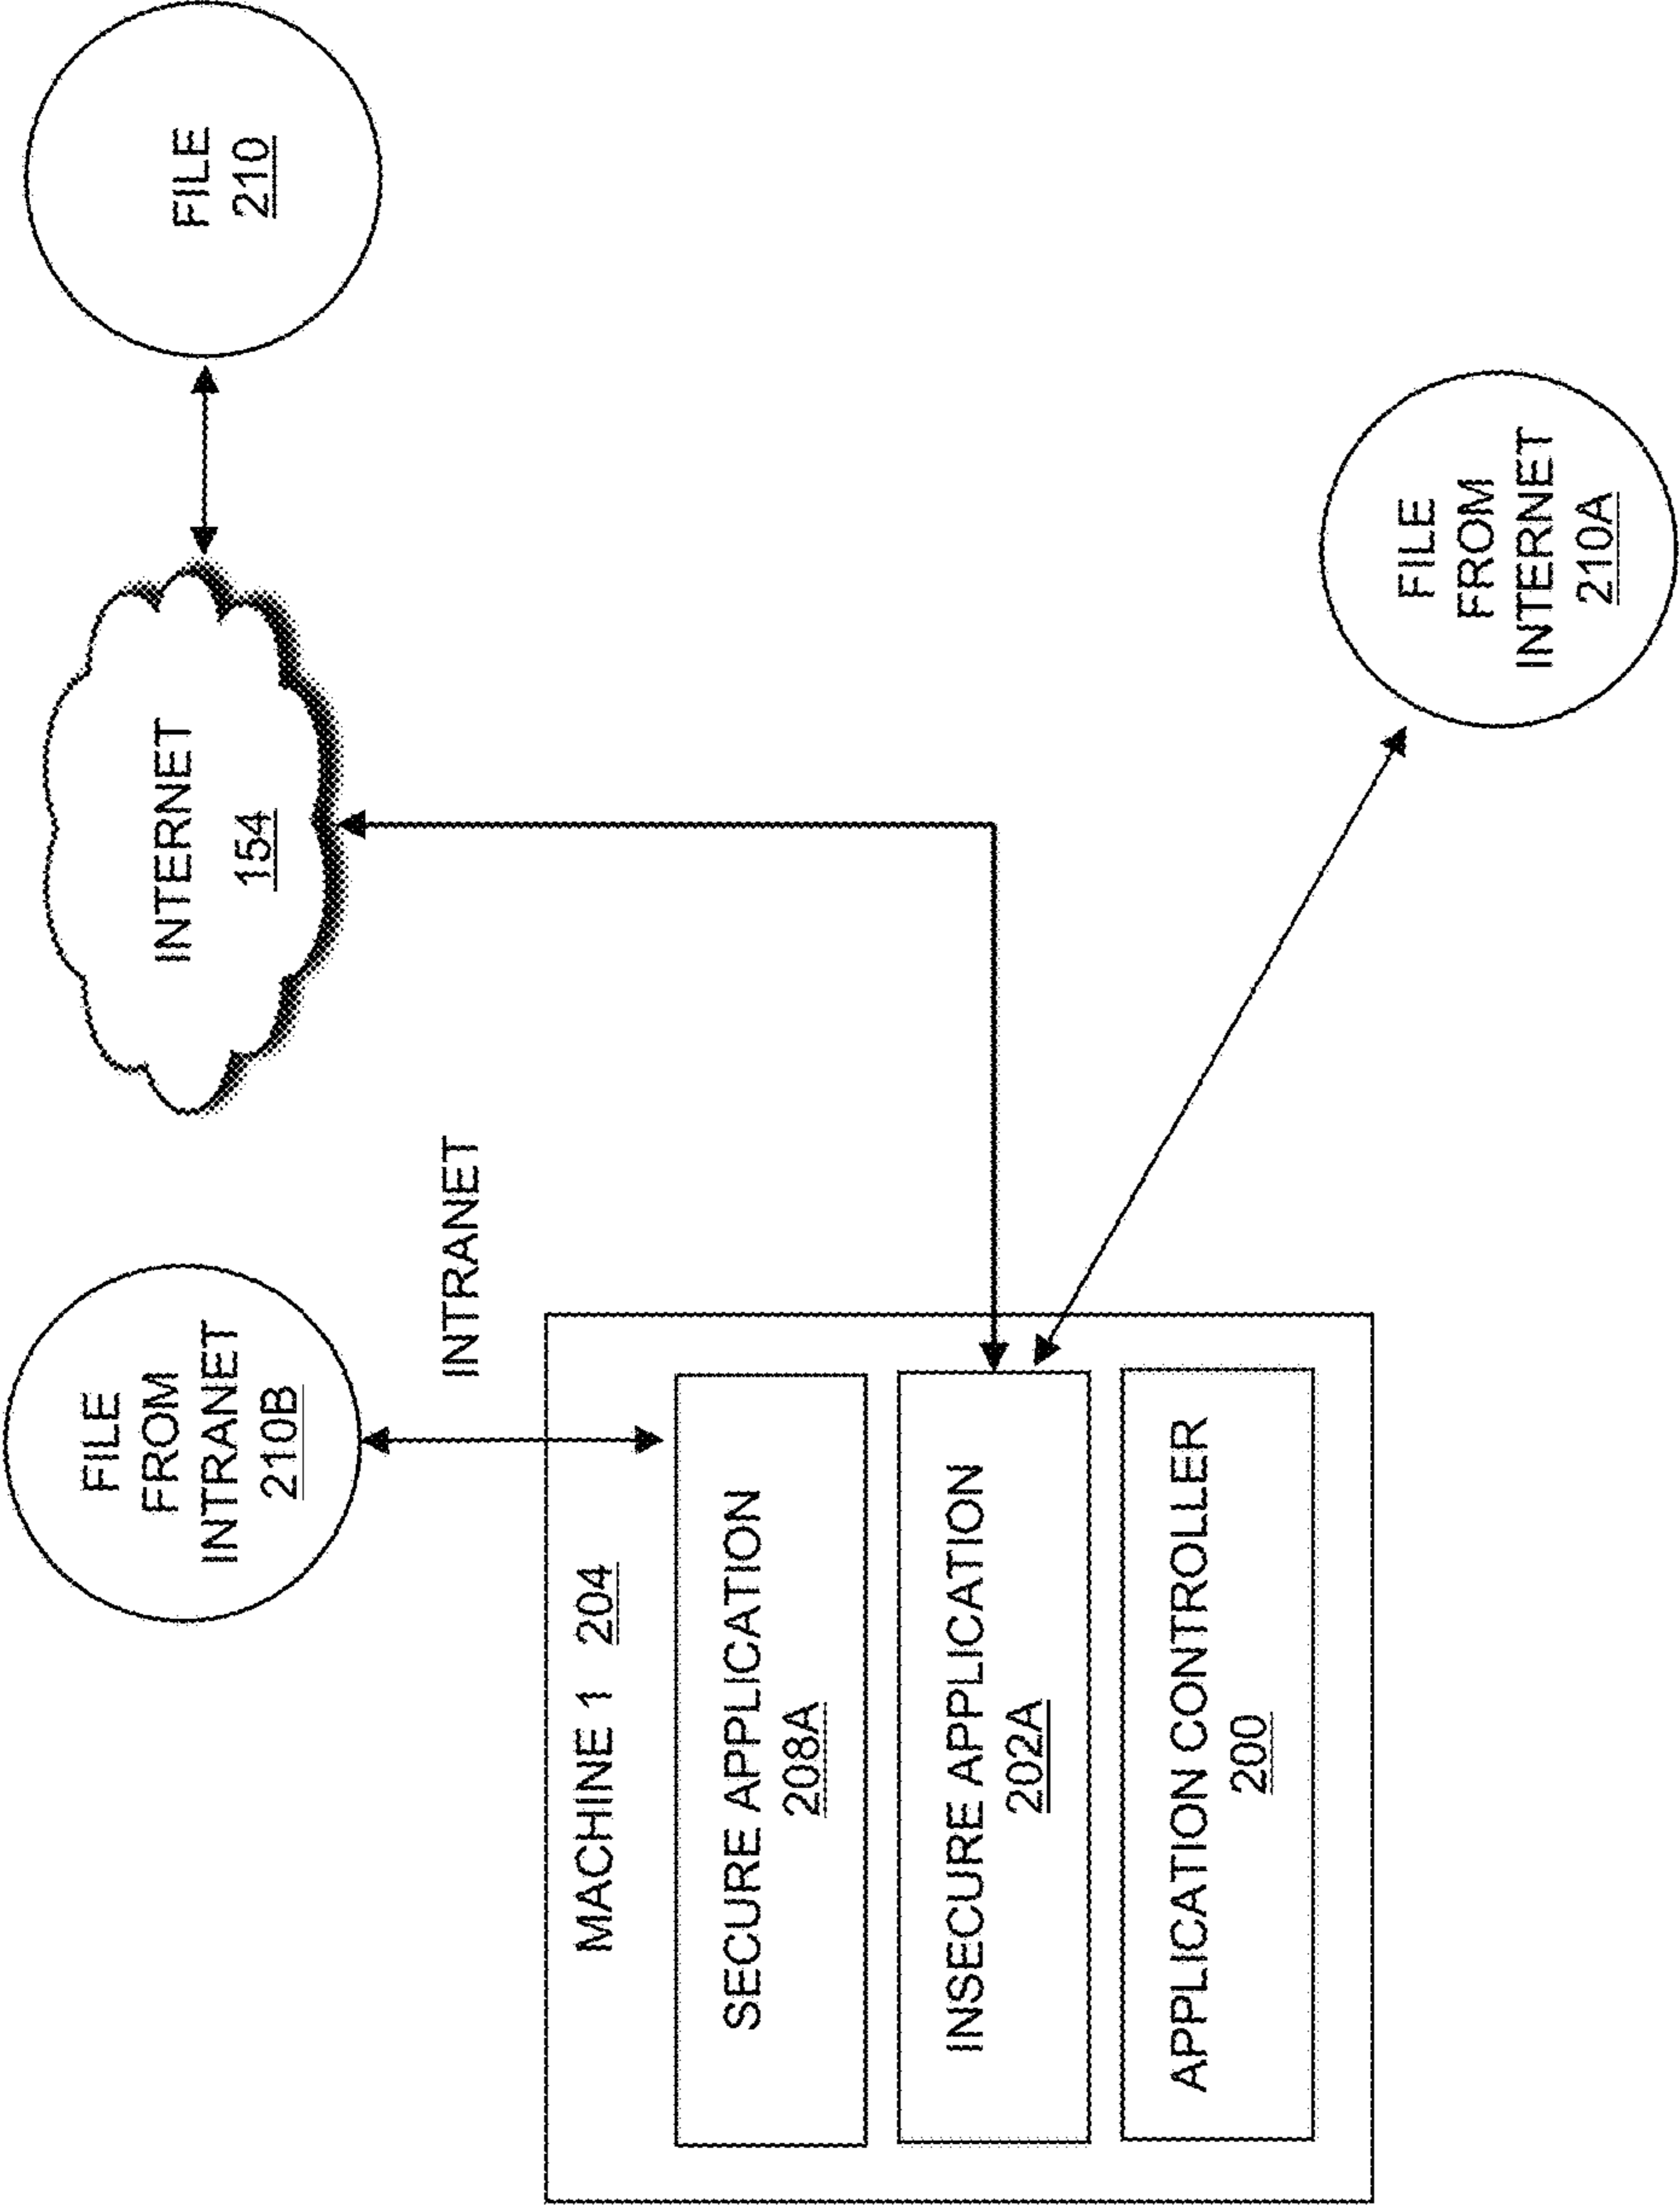 FILE
FROM
INTRANET
210B
INTRANET
INTERNET
154
FILE
210
MACHINE 1 204
SECURE APPLICATION
208A
INSECURE APPLICATION
202A
APPLICATION CONTROLLER
200
FILE
FROM
INTERNET
210A